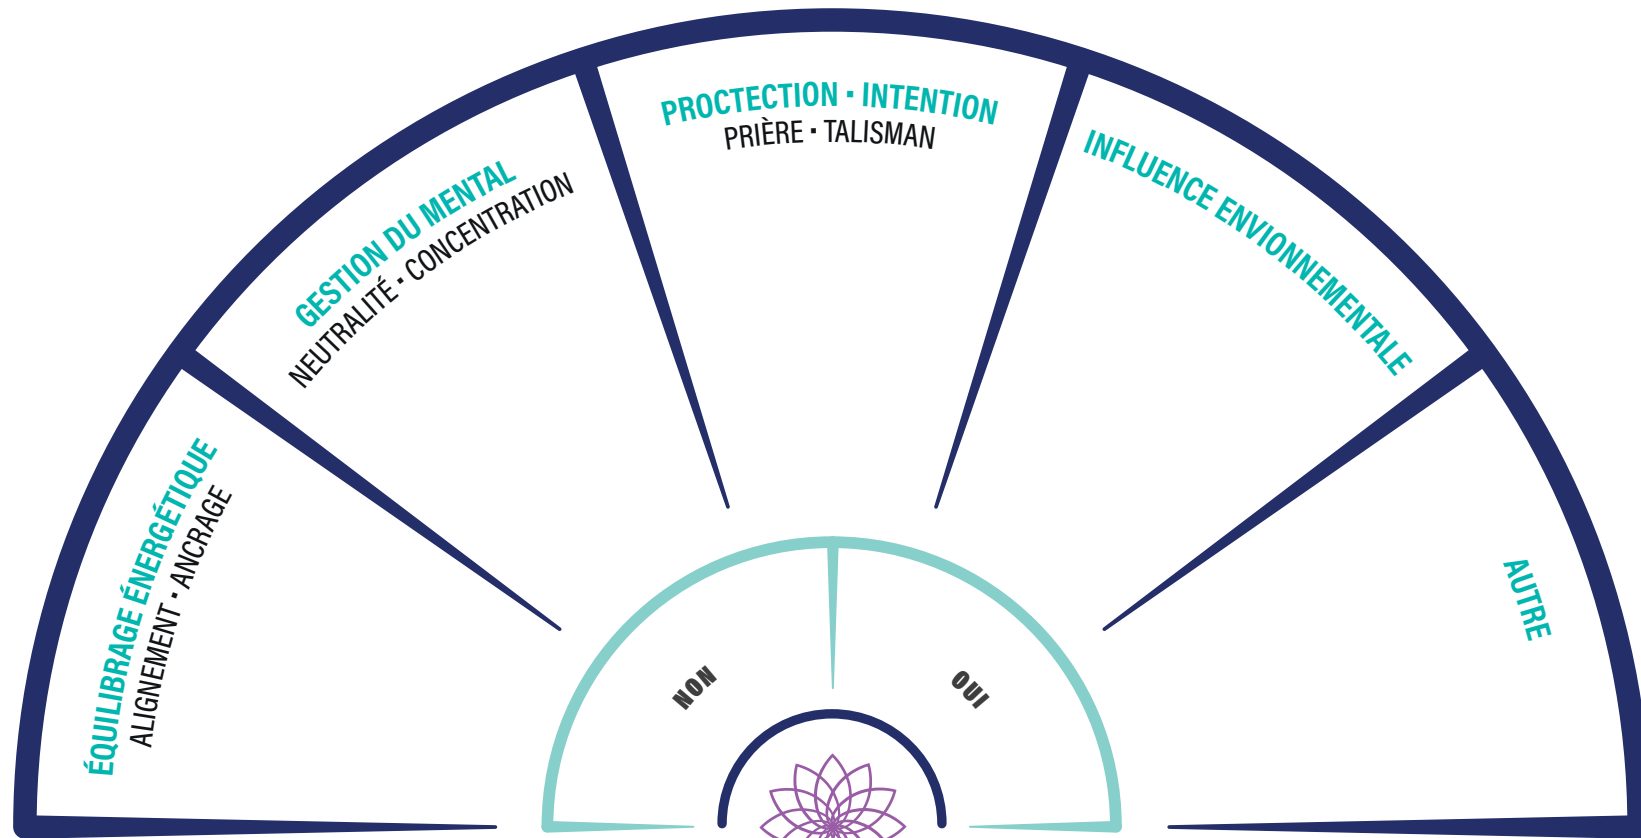 ÉQUILIBRAGE ÉNERGÉTIQUE
ALIGNEMENT · ANCRAGE
GESTION DU MENTAL
NEUTRALITÉ · CONCENTRATION
PROCTECTION · INTENTION
PRIÈRE · TALISMAN
INFLUENCE ENVIONNEMENTALE
AUTRE
NON
OUI